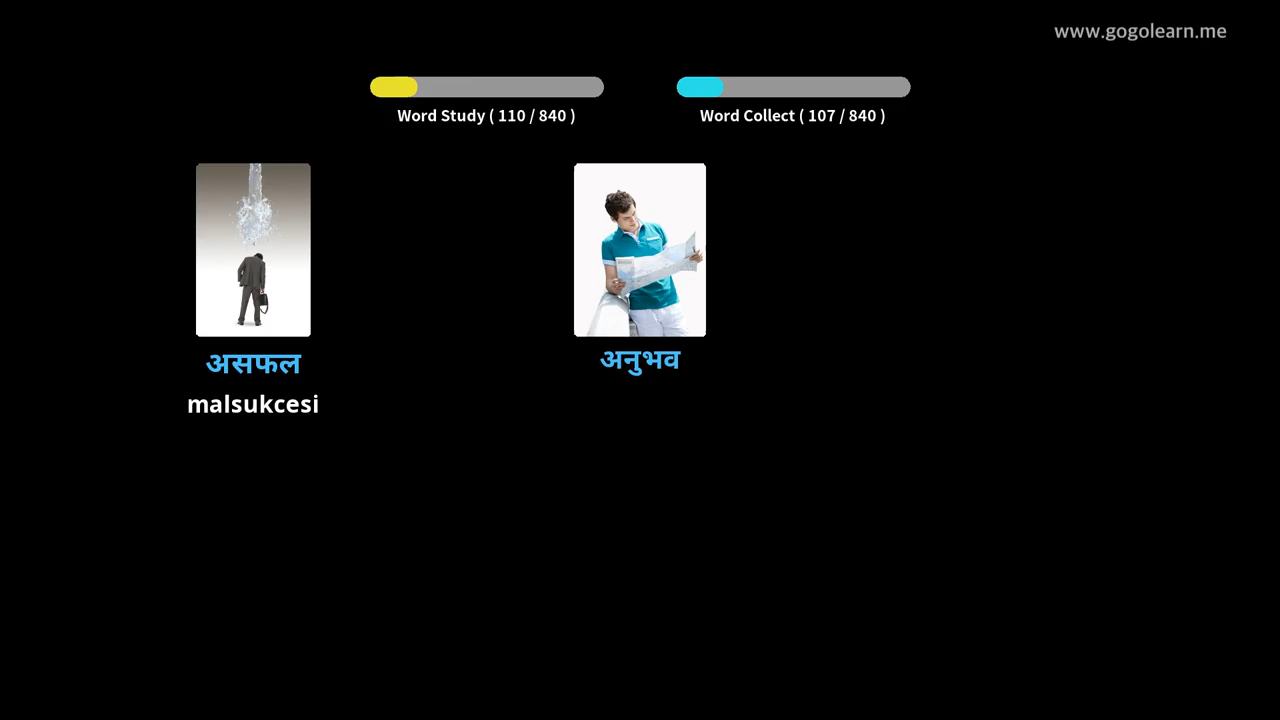 www.gogolearn.me
Word Study ( 110 / 840 )
Word Collect ( 107 / 840 )
असफल
malsukcesi
अनुभव